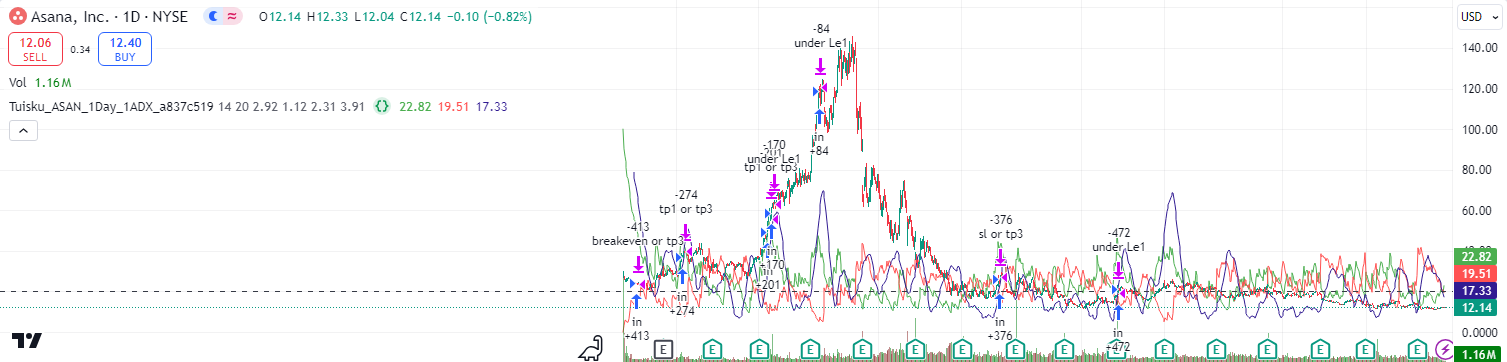 Asana, Inc. · 1D · NYSE
O12.14 H12.33 L12.04 C12.14 −0.10 (−0.82%)
USD
12.06
SELL
0.34
12.40
BUY
Vol 1.16M
Tuisku_ASAN_1Day_1ADX_a837c519 14 20 2.92 1.12 2.31 3.91 22.82 19.51 17.33
-84
under Le1
in
+84
-170
under Le1
tp1 or tp3
in
+170
in
+201
-274
tp1 or tp3
in
+274
-413
breakeven or tp3
in
+413
-376
sl or tp3
in
+376
-472
under Le1
in
+472
140.00
120.00
100.00
80.00
60.00
22.82
19.51
17.33
12.14
0.0000
1.16M
E E E E E E E E E E E E E E E E